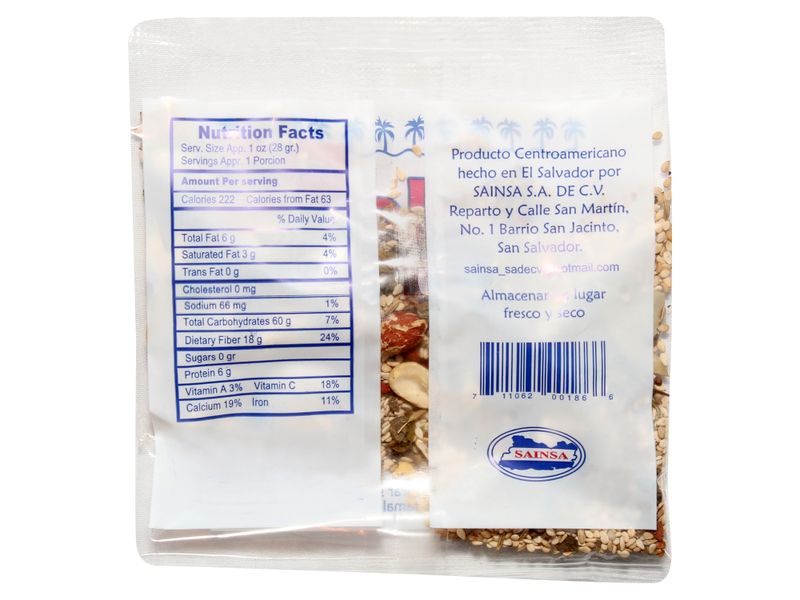 Nutrition Facts
Serv. Size App. 1 oz (28 gr.)
Servings Appr. 1 Porcion
Amount Per serving
Calories 222 Calories from Fat 63
% Daily Value
Total Fat 6 g 4%
Saturated Fat 3 g 4%
Trans Fat 0 g 0%
Cholesterol 0 mg
Sodium 66 mg 1%
Total Carbohydrates 60 g 7%
Dietary Fiber 18 g 24%
Sugars 0 gr
Protein 6 g
Vitamin A 3% Vitamin C 18%
Calcium 19% Iron 11%
Producto Centroamericano
hecho en El Salvador por
SAINSA S.A. DE C.V.
Reparto y Calle San Martín,
No. 1 Barrio San Jacinto,
San Salvador.
Almacenar lugar
fresco y seco
7 11062 00186 6
SAINSA